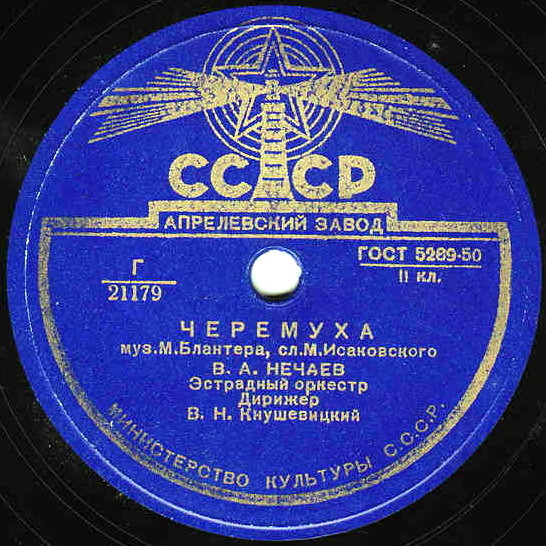 СССР
АПРЕЛЕВСКИЙ ЗАВОД
ГОСТ 5289-50
II кл.
Г
21179
ЧЕРЕМУХА
муз.М.Блантера, сл.М.Исаковского
В. А. НЕЧАЕВ
Эстрадный оркестр
Дирижер
В. Н. Кнушевицкий
МИНИСТЕРСТВО КУЛЬТУРЫ С.С.С.Р.